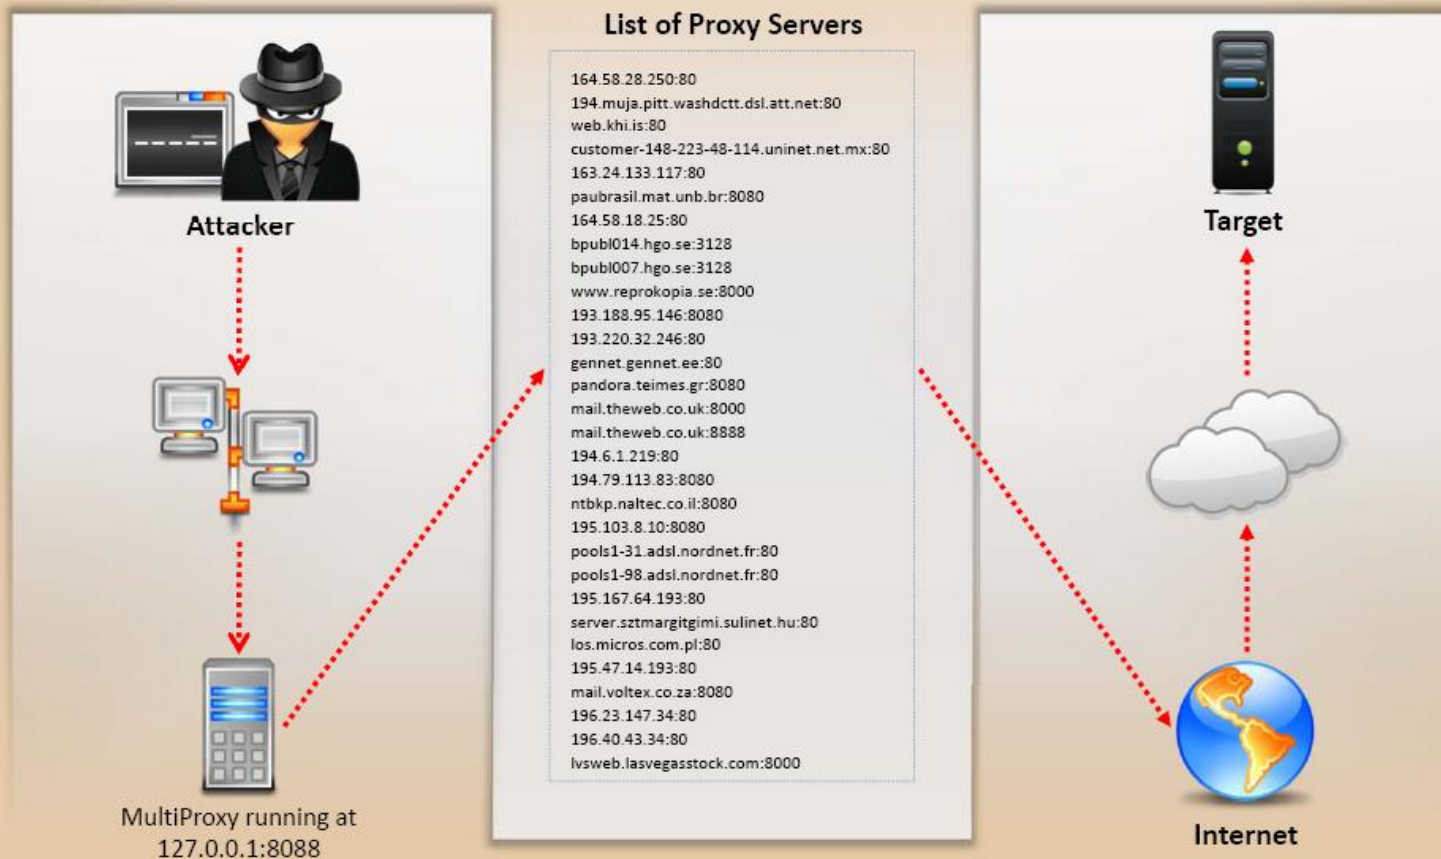 List of Proxy Servers
Attacker
MultiProxy running at
127.0.0.1:8088
164.58.28.250:80
194.muja.pitt.washdctt.dsl.att.net:80
web.khi.is:80
customer-148-223-48-114.uninet.net.mx:80
163.24.133.117:80
paubrasil.mat.unb.br:8080
164.58.18.25:80
bpubl014.hgo.se:3128
bpubl007.hgo.se:3128
www.reprokopia.se:8000
193.188.95.146:8080
193.220.32.246:80
gennet.gennet.ee:80
pandora.teimes.gr:8080
mail.theweb.co.uk:8000
mail.theweb.co.uk:8888
194.6.1.219:80
194.79.113.83:8080
ntbkp.naltec.co.il:8080
195.103.8.10:8080
pools1-31.adsl.nordnet.fr:80
pools1-98.adsl.nordnet.fr:80
195.167.64.193:80
server.sztmargitgimi.sulinet.hu:80
los.micros.com.pl:80
195.47.14.193:80
mail.voltex.co.za:8080
196.23.147.34:80
196.40.43.34:80
lvsweb.lasvegasstock.com:8000
Target
Internet